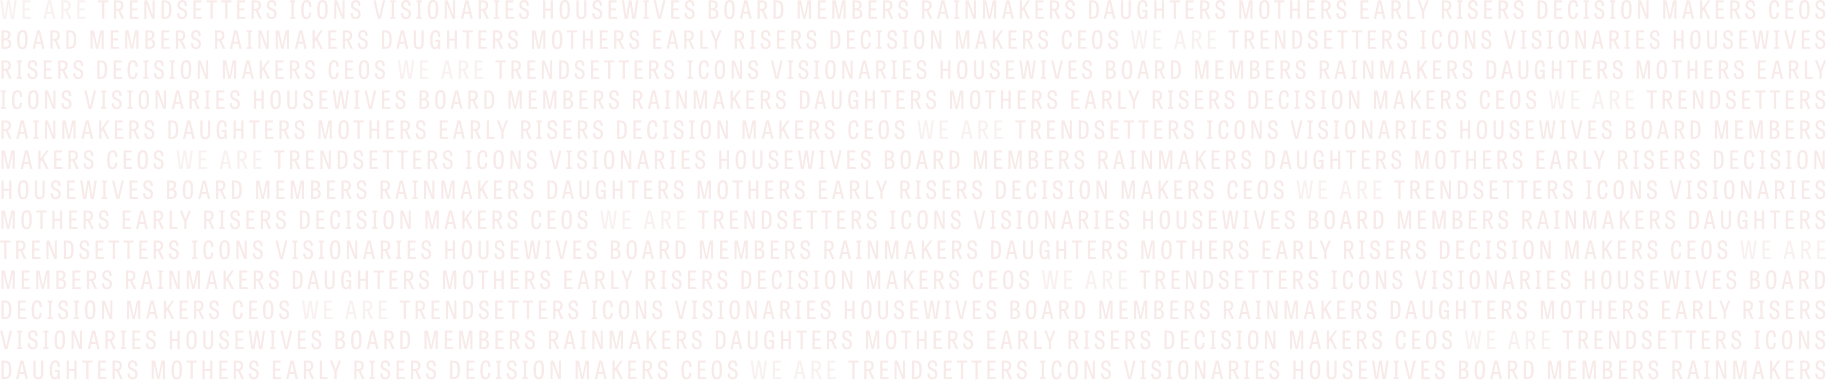 WE ARE TRENDSETTERS ICONS VISIONARIES HOUSEWIVES BOARD MEMBERS RAINMAKERS DAUGHTERS MOTHERS EARLY RISERS DECISION MAKERS CEOS
BOARD MEMBERS RAINMAKERS DAUGHTERS MOTHERS EARLY RISERS DECISION MAKERS CEOS WE ARE TRENDSETTERS ICONS VISIONARIES HOUSEWIVES
RISERS DECISION MAKERS CEOS WE ARE TRENDSETTERS ICONS VISIONARIES HOUSEWIVES BOARD MEMBERS RAINMAKERS DAUGHTERS MOTHERS EARLY
ICONS VISIONARIES HOUSEWIVES BOARD MEMBERS RAINMAKERS DAUGHTERS MOTHERS EARLY RISERS DECISION MAKERS CEOS WE ARE TRENDSETTERS
RAINMAKERS DAUGHTERS MOTHERS EARLY RISERS DECISION MAKERS CEOS WE ARE TRENDSETTERS ICONS VISIONARIES HOUSEWIVES BOARD MEMBERS
MAKERS CEOS WE ARE TRENDSETTERS ICONS VISIONARIES HOUSEWIVES BOARD MEMBERS RAINMAKERS DAUGHTERS MOTHERS EARLY RISERS DECISION
HOUSEWIVES BOARD MEMBERS RAINMAKERS DAUGHTERS MOTHERS EARLY RISERS DECISION MAKERS CEOS WE ARE TRENDSETTERS ICONS VISIONARIES
MOTHERS EARLY RISERS DECISION MAKERS CEOS WE ARE TRENDSETTERS ICONS VISIONARIES HOUSEWIVES BOARD MEMBERS RAINMAKERS DAUGHTERS
TRENDSETTERS ICONS VISIONARIES HOUSEWIVES BOARD MEMBERS RAINMAKERS DAUGHTERS MOTHERS EARLY RISERS DECISION MAKERS CEOS WE ARE
MEMBERS RAINMAKERS DAUGHTERS MOTHERS EARLY RISERS DECISION MAKERS CEOS WE ARE TRENDSETTERS ICONS VISIONARIES HOUSEWIVES BOARD
DECISION MAKERS CEOS WE ARE TRENDSETTERS ICONS VISIONARIES HOUSEWIVES BOARD MEMBERS RAINMAKERS DAUGHTERS MOTHERS EARLY RISERS
VISIONARIES HOUSEWIVES BOARD MEMBERS RAINMAKERS DAUGHTERS MOTHERS EARLY RISERS DECISION MAKERS CEOS WE ARE TRENDSETTERS ICONS
DAUGHTERS MOTHERS EARLY RISERS DECISION MAKERS CEOS WE ARE TRENDSETTERS ICONS VISIONARIES HOUSEWIVES BOARD MEMBERS RAINMAKERS